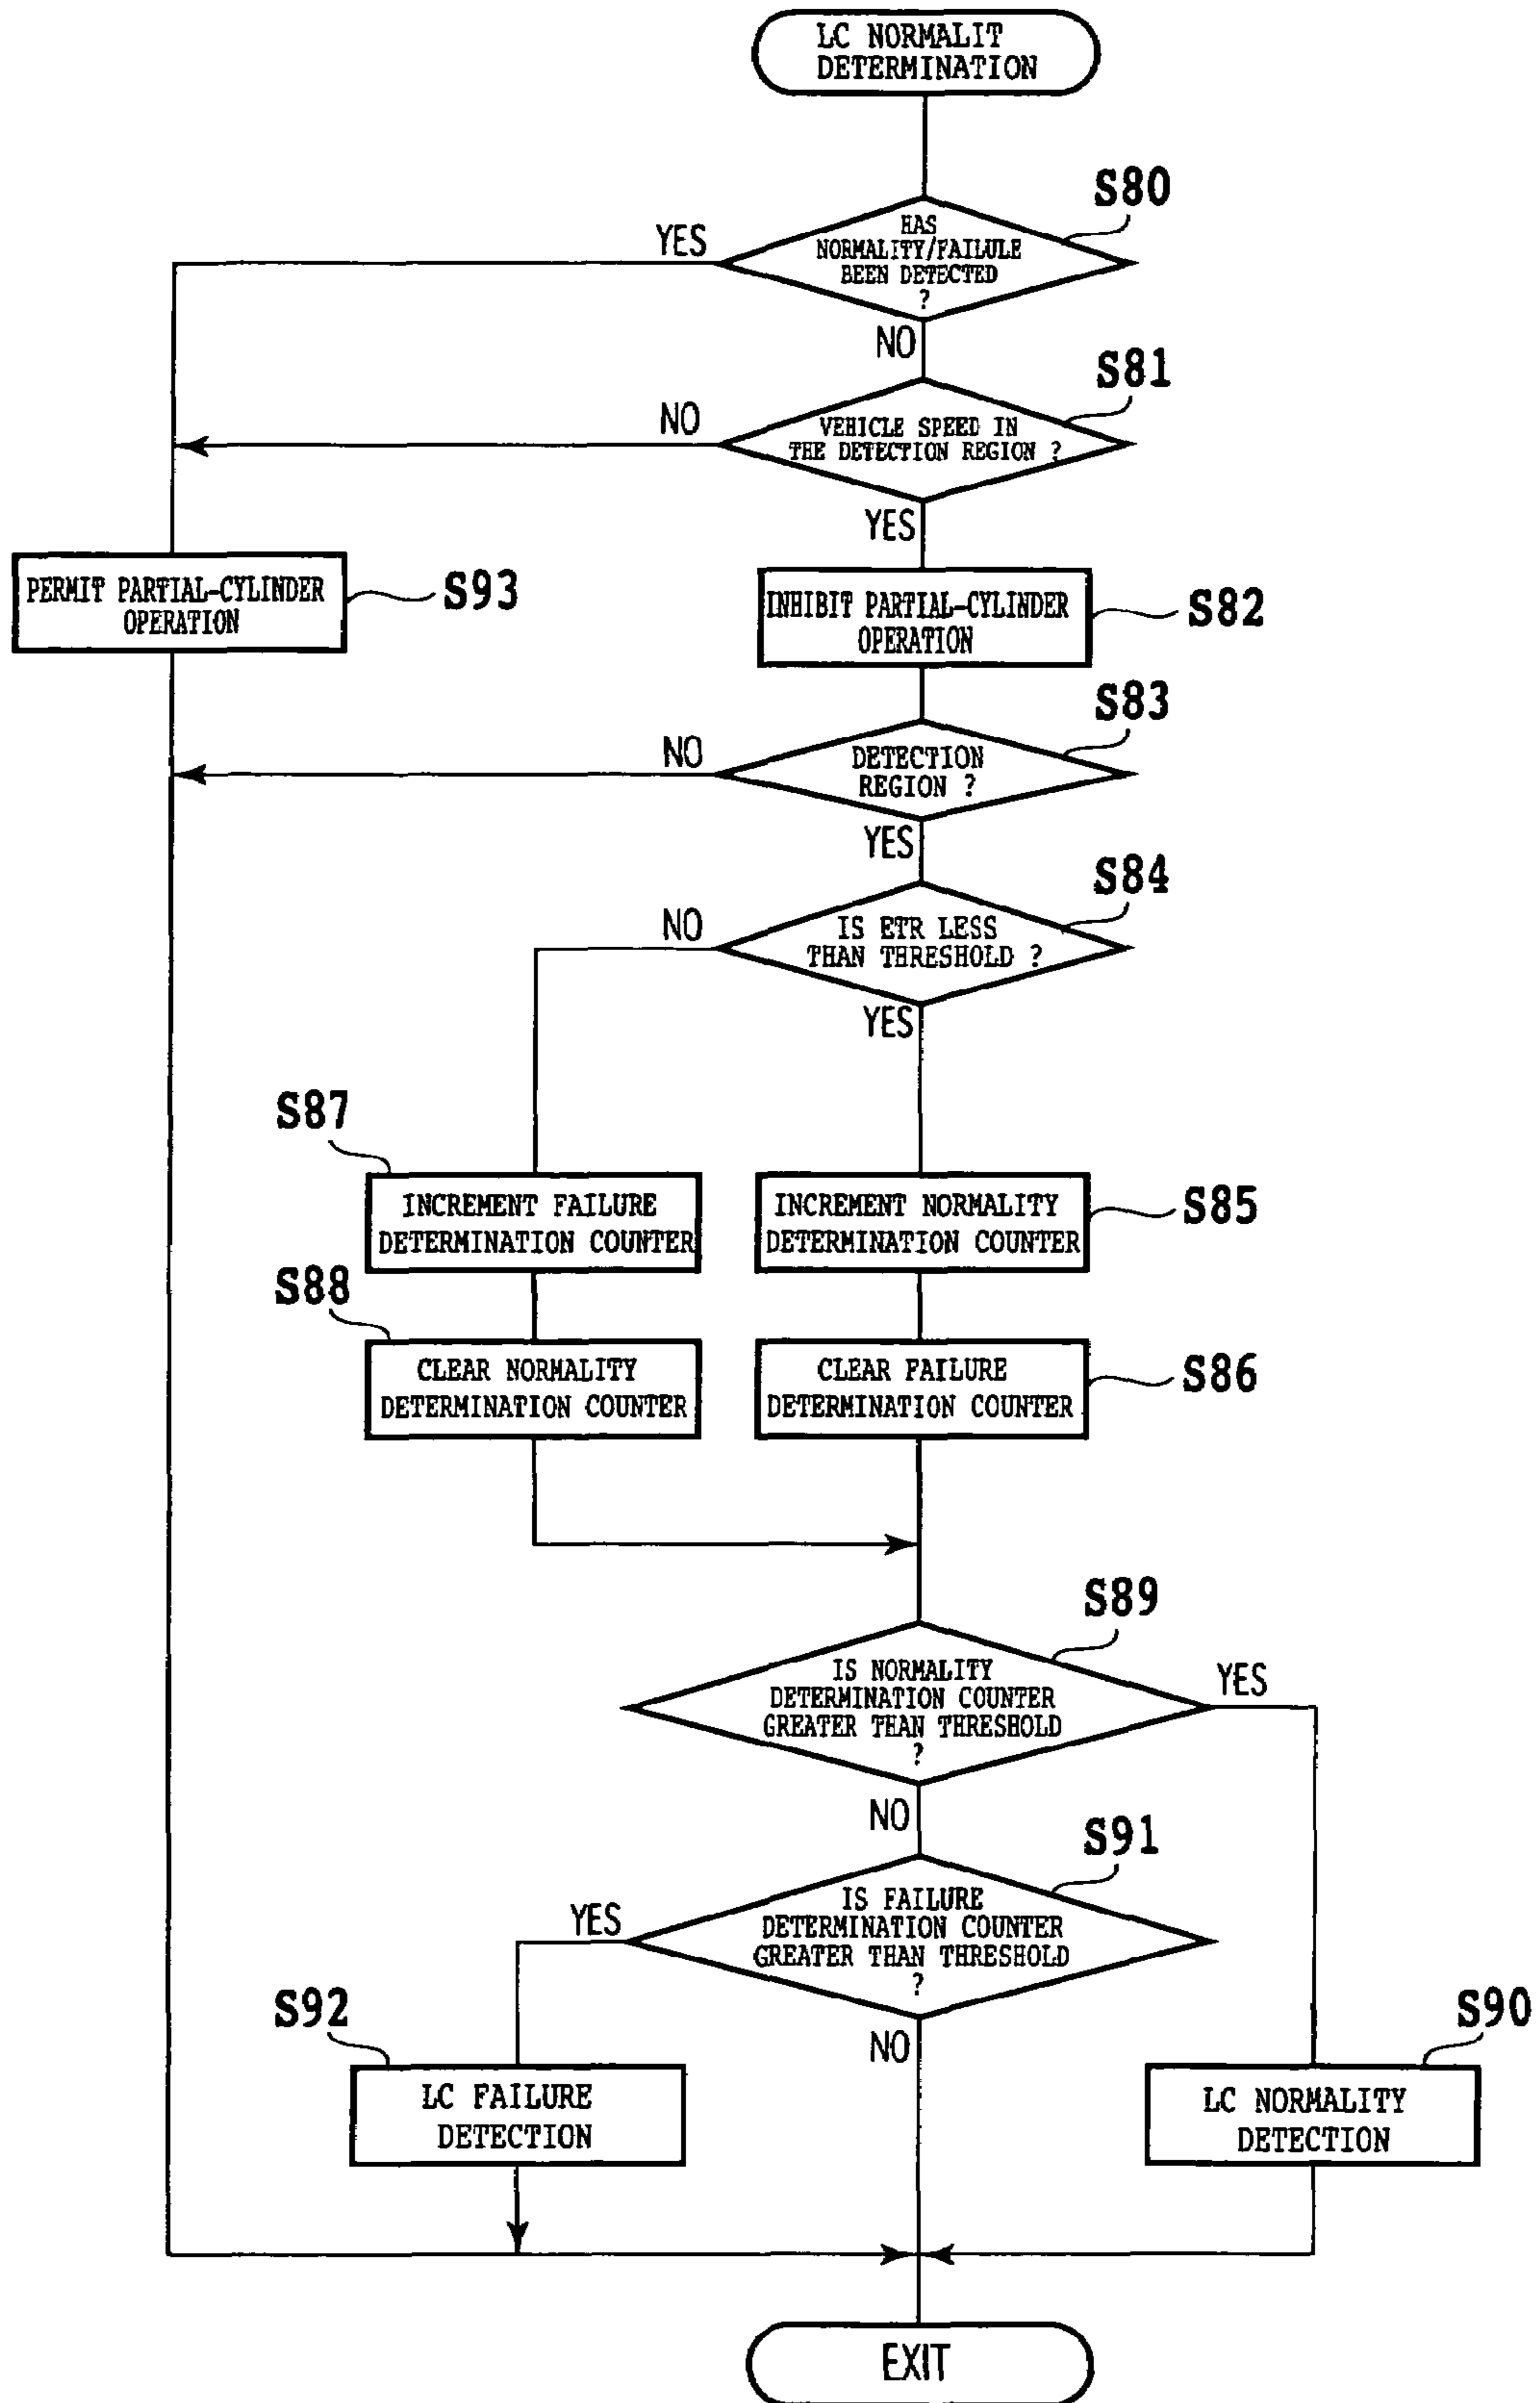 LC NORMALIT
DETERMINATION
S80
HAS
NORMALITY/FAILULE
BEEN DETECTED
?
YES
NO
S81
VEHICLE SPEED IN
THE DETECTION REGION ?
NO
YES
PERMIT PARTIAL-CYLINDER
OPERATION
S93
INHIBIT PARTIAL-CYLINDER
OPERATION
S82
S83
DETECTION
REGION ?
NO
YES
S84
IS ETR LESS
THAN THRESHOLD ?
NO
YES
S87
INCREMENT FAILURE
DETERMINATION COUNTER
INCREMENT NORMALITY
DETERMINATION COUNTER
S85
S88
CLEAR NORMALITY
DETERMINATION COUNTER
CLEAR FAILURE
DETERMINATION COUNTER
S86
S89
IS NORMALITY
DETERMINATION COUNTER
GREATER THAN THRESHOLD
?
YES
NO
S91
IS FAILURE
DETERMINATION COUNTER
GREATER THAN THRESHOLD
?
YES
NO
S92
LC FAILURE
DETECTION
S90
LC NORMALITY
DETECTION
EXIT